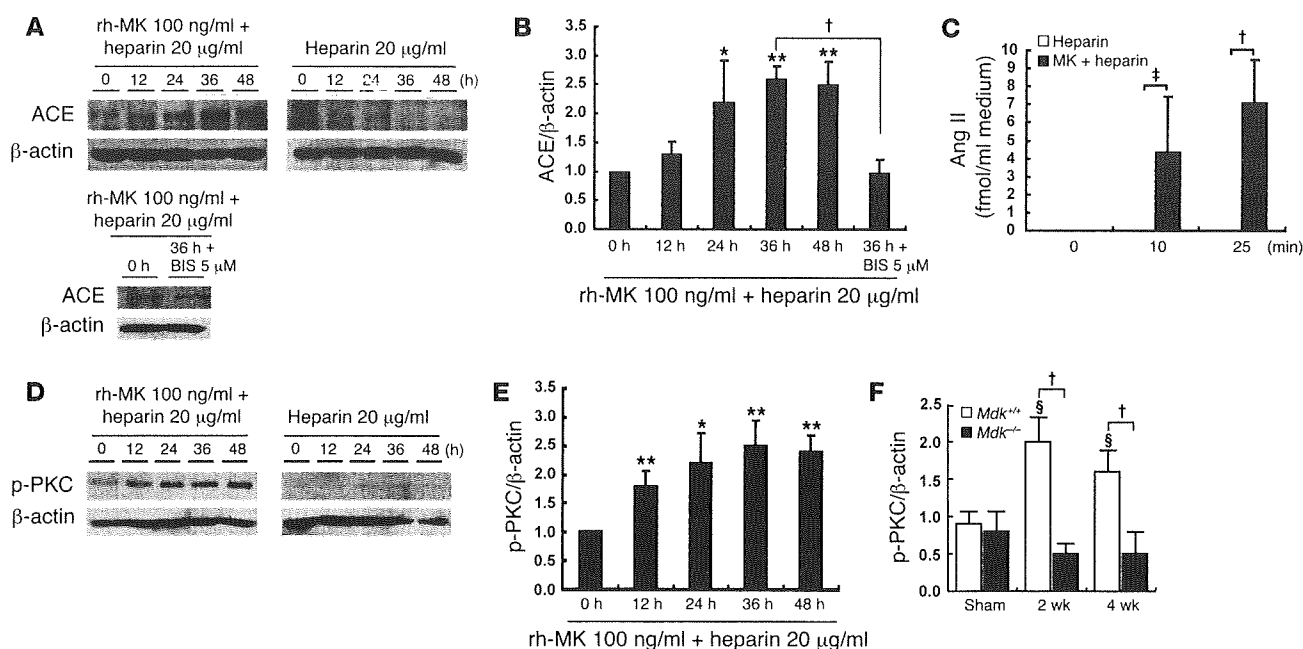 A
rh-MK 100 ng/ml +
heparin 20 μg/ml
Heparin 20 μg/ml
0 12 24 36 48
0 12 24 36 48 (h)
ACE
β-actin
rh-MK 100 ng/ml +
heparin 20 μg/ml
36 h +
0 h BIS 5 μM
ACE
β-actin
B
†
3.5
3.0
2.5
2.0
1.5
1.0
0.5
0.0
ACE/β-actin
* ** **
0 h 12 h 24 h 36 h 48 h 36 h +
BIS 5 μM
rh-MK 100 ng/ml + heparin 20 μg/ml
C
Heparin
MK + heparin
†
‡
10
9
8
7
6
5
4
3
2
1
0
Ang II
(fmol/ml medium)
0 10 25 (min)
D
rh-MK 100 ng/ml +
heparin 20 μg/ml
Heparin 20 μg/ml
0 12 24 36 48
0 12 24 36 48 (h)
p-PKC
β-actin
E
3.5
3.0
2.5
2.0
1.5
1.0
0.5
0.0
p-PKC/β-actin
** * ** **
0 h 12 h 24 h 36 h 48 h
rh-MK 100 ng/ml + heparin 20 μg/ml
F
Mdk+/+
Mdk−/−
†
§
†
§
2.5
2.0
1.5
1.0
0.5
0.0
p-PKC/β-actin
Sham 2 wk 4 wk